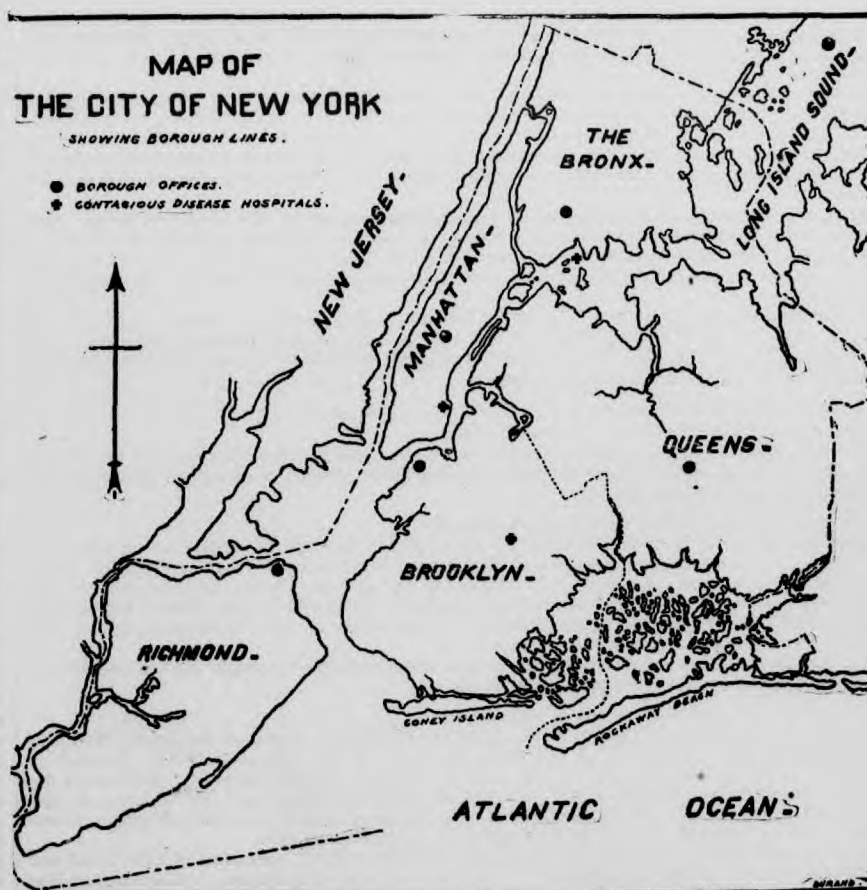 MAP OF
THE CITY OF NEW YORK
SHOWING BOROUGH LINES.
BOROUGH OFFICES.
CONTAGIOUS DISEASE HOSPITALS.
THE
BRONX-
LONG ISLAND SOUND-
NEW JERSEY-
MANHATTAN-
QUEENS-
BROOKLYN-
RICHMOND-
CONEY ISLAND
ROCKAWAY BEACH
ATLANTIC OCEAN
DURAND-